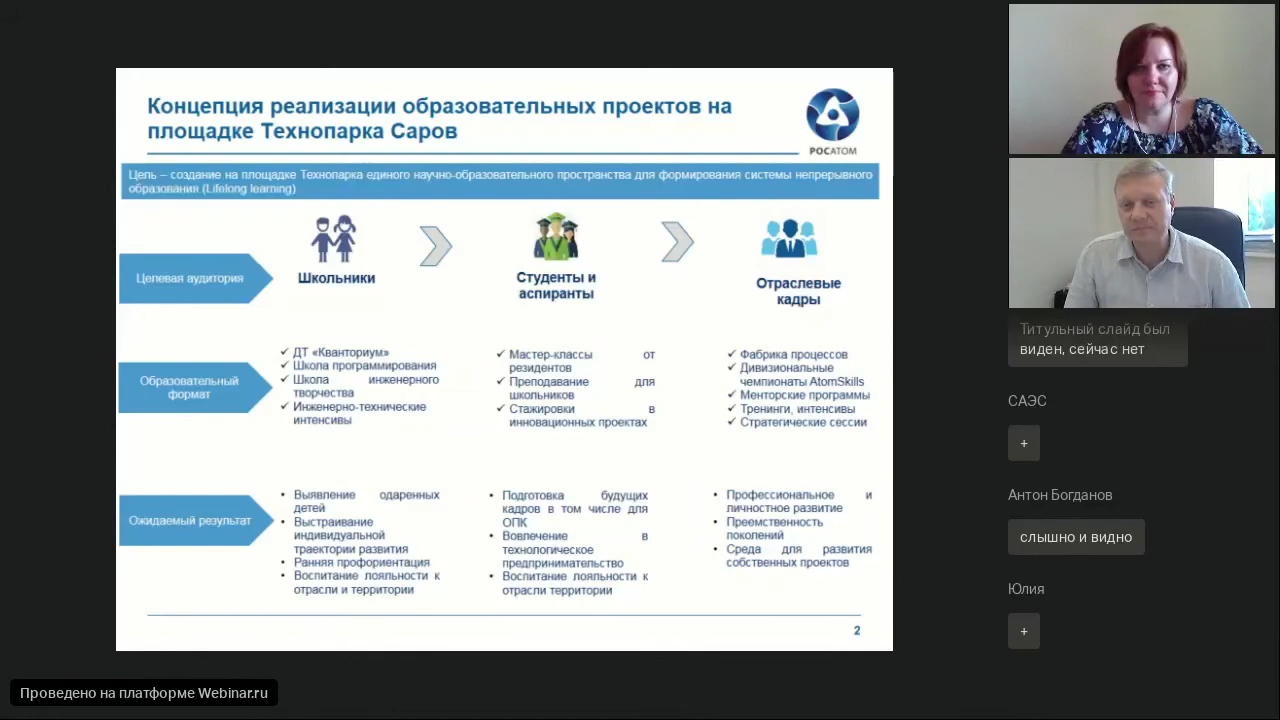 Концепция реализации образовательных проектов на
площадке Технопарка Саров
РОСАТОМ
Цель – создание на площадке Технопарка единого научно-образовательного пространства для формирования системы непрерывного
образования (Lifelong learning)
Целевая аудитория
Школьники
Студенты и
аспиранты
Отраслевые
кадры
Образовательный
формат
✓ ДТ «Кванториум»
✓ Школа программирования
✓ Школа инженерного
творчества
✓ Инженерно-технические
интенсивы
✓ Мастер-классы от
резидентов
✓ Преподавание для
школьников
✓ Стажировки в
инновационных проектах
✓ Фабрика процессов
✓ Дивизиональные
чемпионаты AtomSkills
✓ Менторские программы
✓ Тренинги, интенсивы
✓ Стратегические сессии
Ожидаемый результат
• Выявление одаренных
детей
• Выстраивание
индивидуальной
траектории развития
• Ранняя профориентация
• Воспитание лояльности к
отрасли и территории
• Подготовка будущих
кадров в том числе для
ОПК
• Вовлечение в
технологическое
предпринимательство
• Воспитание лояльности к
отрасли территории
• Профессиональное и
личностное развитие
• Преемственность
поколений
• Среда для развития
собственных проектов
2
Титульный слайд был
виден, сейчас нет
САЭС
+
Антон Богданов
слышно и видно
Юлия
+
Проведено на платформе Webinar.ru